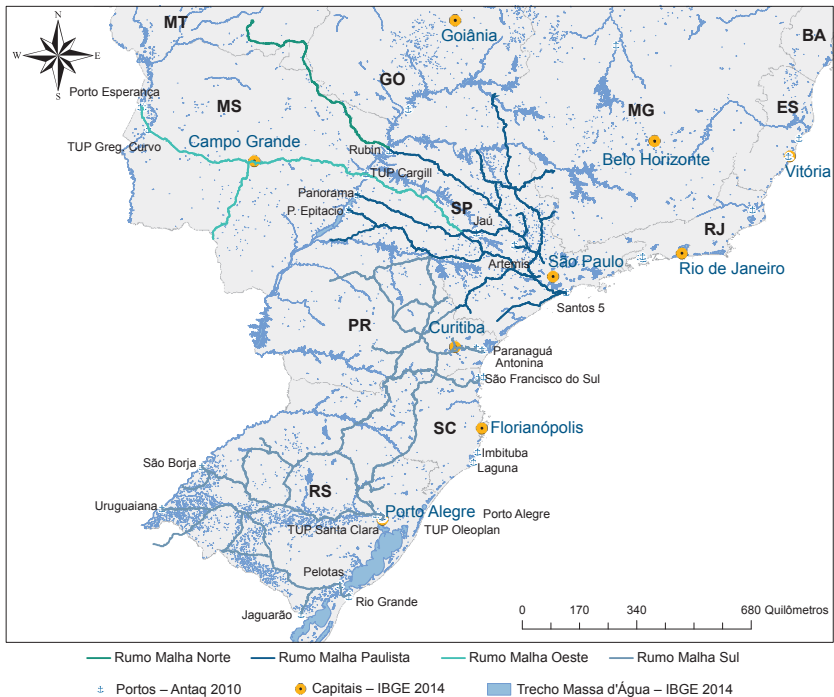 MT
N
W
E
S
Goiânia
BA
GO
Porto Esperança
MS
MG
ES
TUP Greg. Curvo
Campo Grande
Rubin
Belo Horizonte
Vitória
TUP Cargill
Panorama
P. Epitacio
SP
Jaú
RJ
Artemis
São Paulo
Rio de Janeiro
Santos 5
PR
Curitiba
Paranaguá
Antonina
São Francisco do Sul
SC
Florianópolis
Imbituba
Laguna
São Borja
RS
Uruguaiana
Porto Alegre
Porto Alegre
TUP Santa Clara
TUP Oleoplan
Pelotas
Rio Grande
Jaguarão
0 170 340 680 Quilômetros
Rumo Malha Norte Rumo Malha Paulista Rumo Malha Oeste Rumo Malha Sul
Portos – Antaq 2010 Capitais – IBGE 2014 Trecho Massa d'Água – IBGE 2014